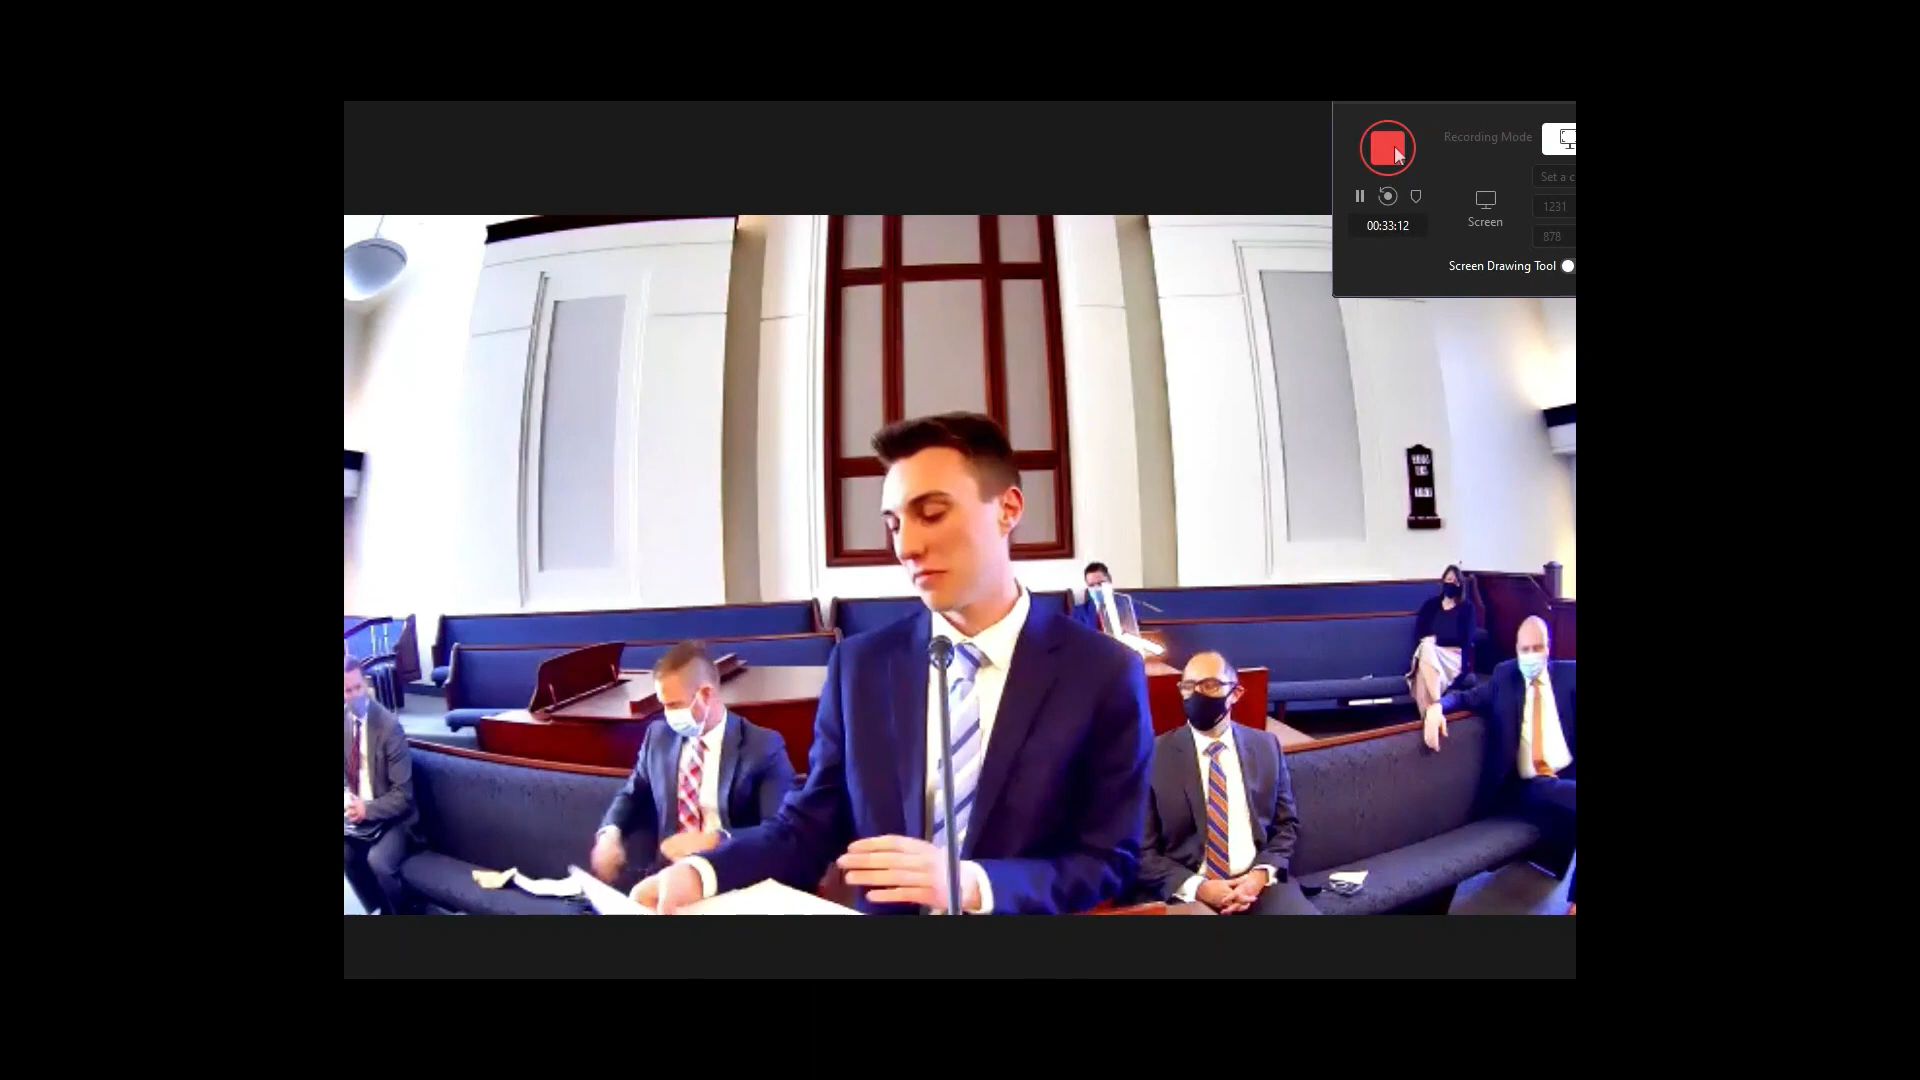 Recording Mode
Set a c
1231
Screen
00:33:12
878
Screen Drawing Tool